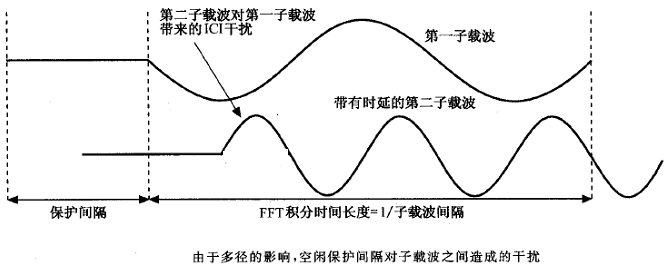 第二子载波对第一子载波
带来的ICI干扰
第一子载波
带有时延的第二子载波
保护间隔
FFT积分时间长度=1/子载波间隔
由于多径的影响,空闲保护间隔对子载波之间造成的干扰